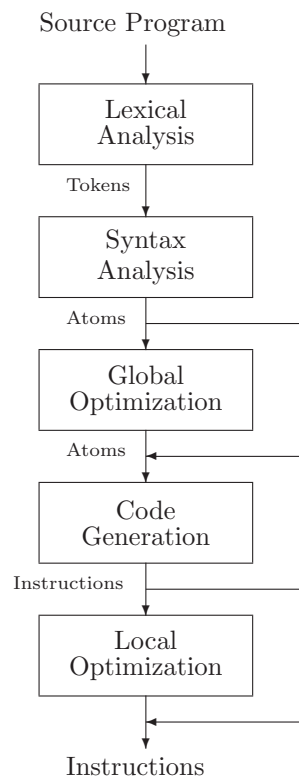 Source Program
Lexical
Analysis
Tokens
Syntax
Analysis
Atoms
Global
Optimization
Atoms
Code
Generation
Instructions
Local
Optimization
Instructions